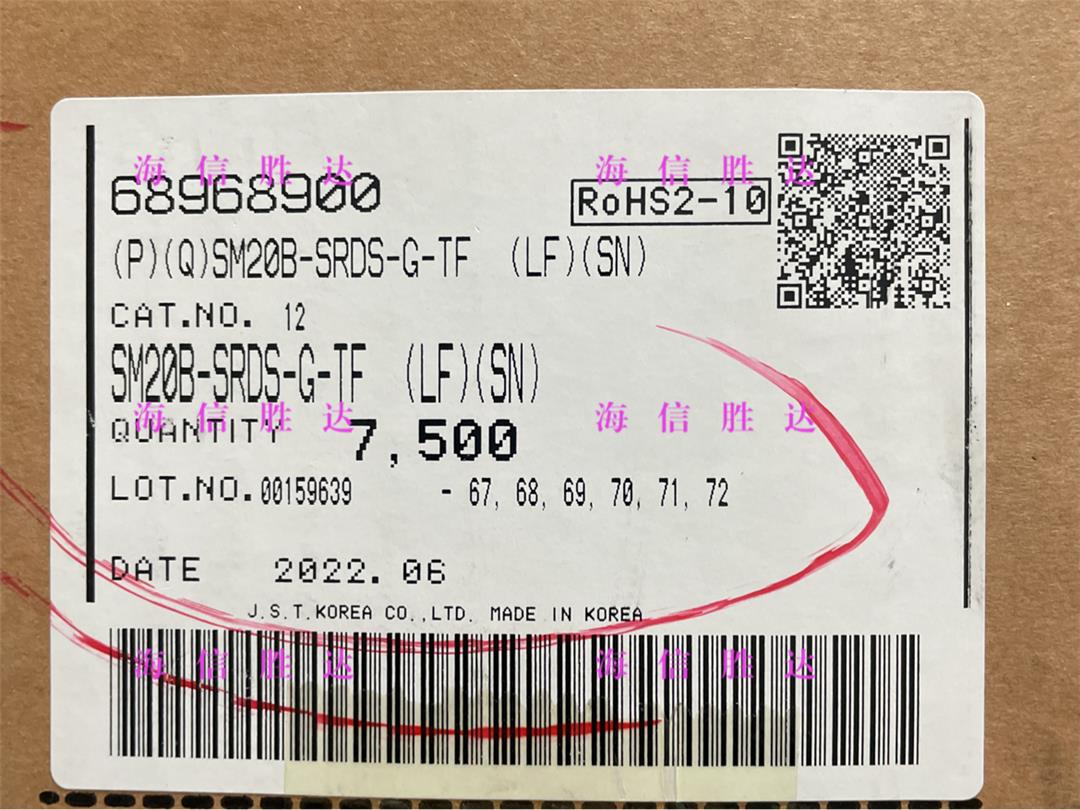 海信胜达 海信胜达
68968900 RoHS2-10
(P)(Q)SM20B-SRDS-G-TF (LF)(SN)
CAT.NO. 12
SM20B-SRDS-G-TF (LF)(SN)
海信胜达 海信胜达
QUANTITY 7,500
LOT.NO. 00159639 - 67, 68, 69, 70, 71, 72
DATE 2022.06
J.S.T.KOREA CO.,LTD. MADE IN KOREA
海信胜达 海信胜达